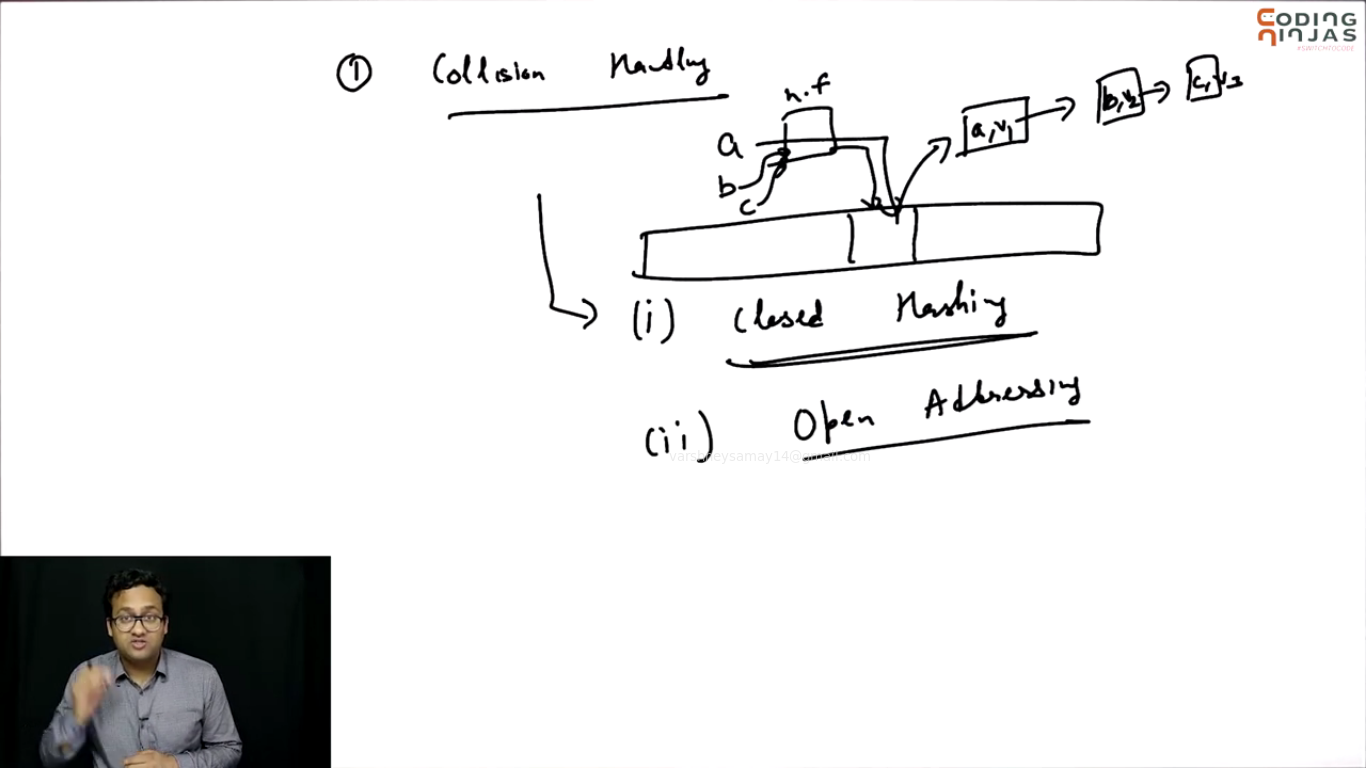 CODING
NINJAS
#SWITCHTOCODE
① Collision Handling
h.f
a
b
c
a,v1
b,v2
c,v3
(i) Closed Hashing
(ii) Open Addressing
varshneysamay14@gmail.com